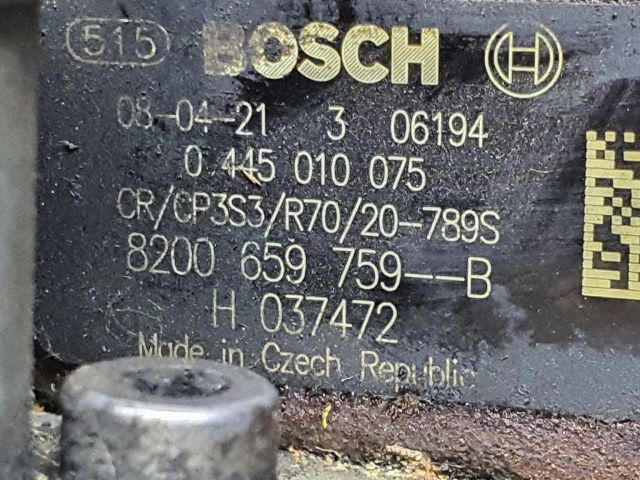 515 BOSCH
08-04-21 3 06194
0 445 010 075
CR/CP3S3/R70/20-789S
8200 659 759--B
H 037472
Made in Czech Republic